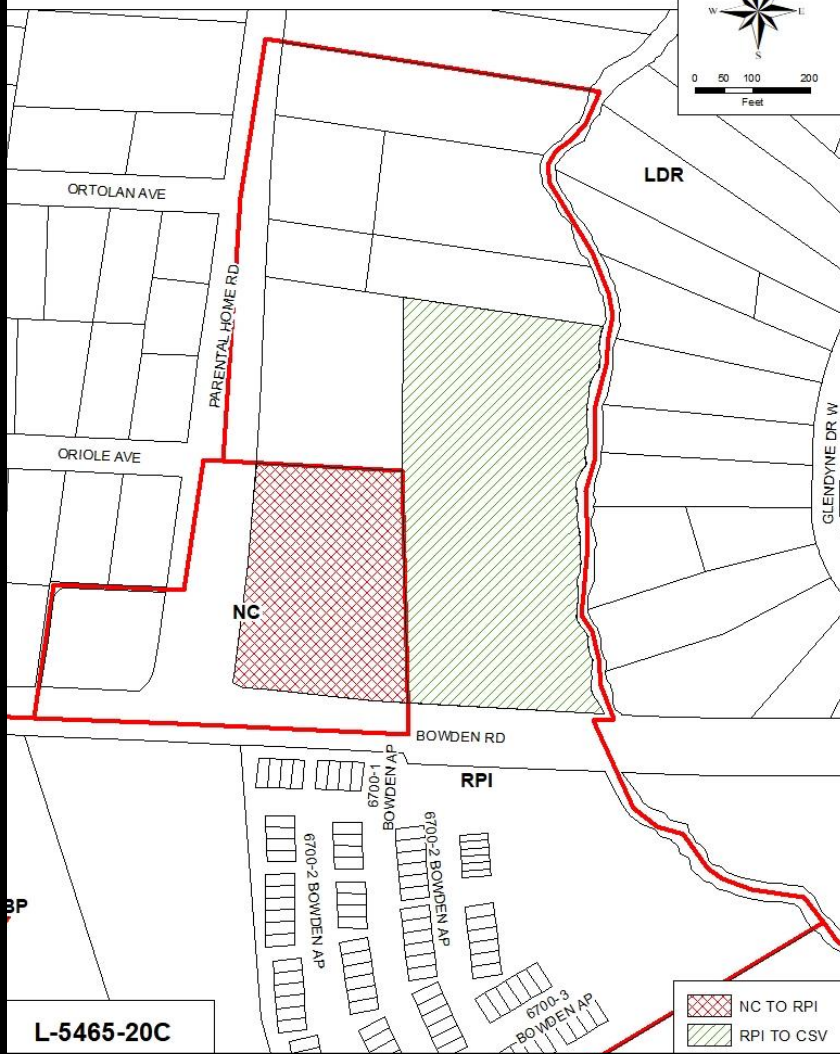 W E
S
0 50 100 200
Feet
LDR
ORTOLAN AVE
PARENTAL HOME RD
GLENDYNE DR W
ORIOLE AVE
NC
BOWDEN RD
RPI
6700-1
BOWDEN AP
6700-2 BOWDEN AP
6700-2 BOWDEN AP
BP
6700-3
BOWDEN AP
L-5465-20C
NC TO RPI
RPI TO CSV